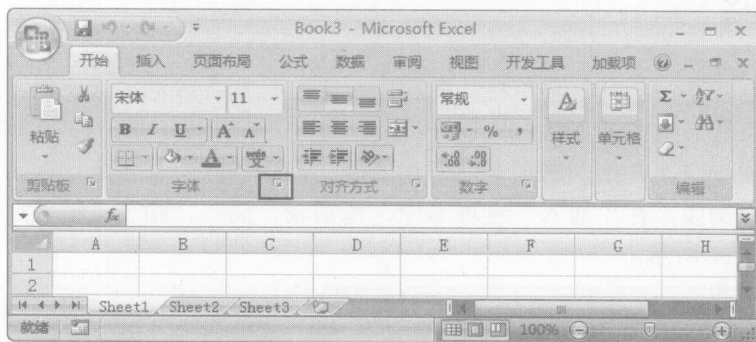 Book3 - Microsoft Excel
开始 插入 页面布局 公式 数据 审阅 视图 开发工具 加载项
宋体 11 常规
粘贴 B I U A A % , 样式 单元格
A wén
剪贴板 字体 对齐方式 数字 编辑
fx
A B C D E F G H
1
2
Sheet1 Sheet2 Sheet3
就绪 100%